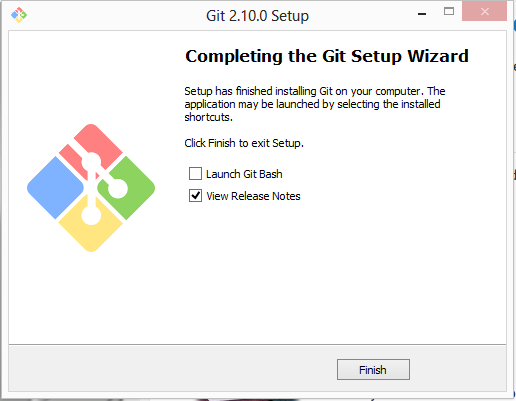 Git 2.10.0 Setup
Completing the Git Setup Wizard
Setup has finished installing Git on your computer. The
application may be launched by selecting the installed
shortcuts.
Click Finish to exit Setup.
Launch Git Bash
View Release Notes
Finish